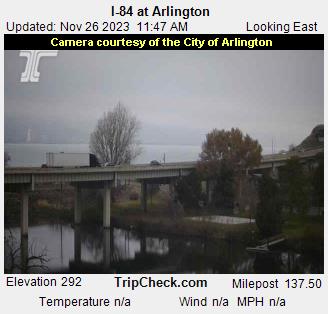 I-84 at Arlington
Updated: Nov 26 2023 11:47 AM Looking East
Camera courtesy of the City of Arlington
Elevation 292 TripCheck.com Milepost 137.50
Temperature n/a Wind n/a MPH n/a